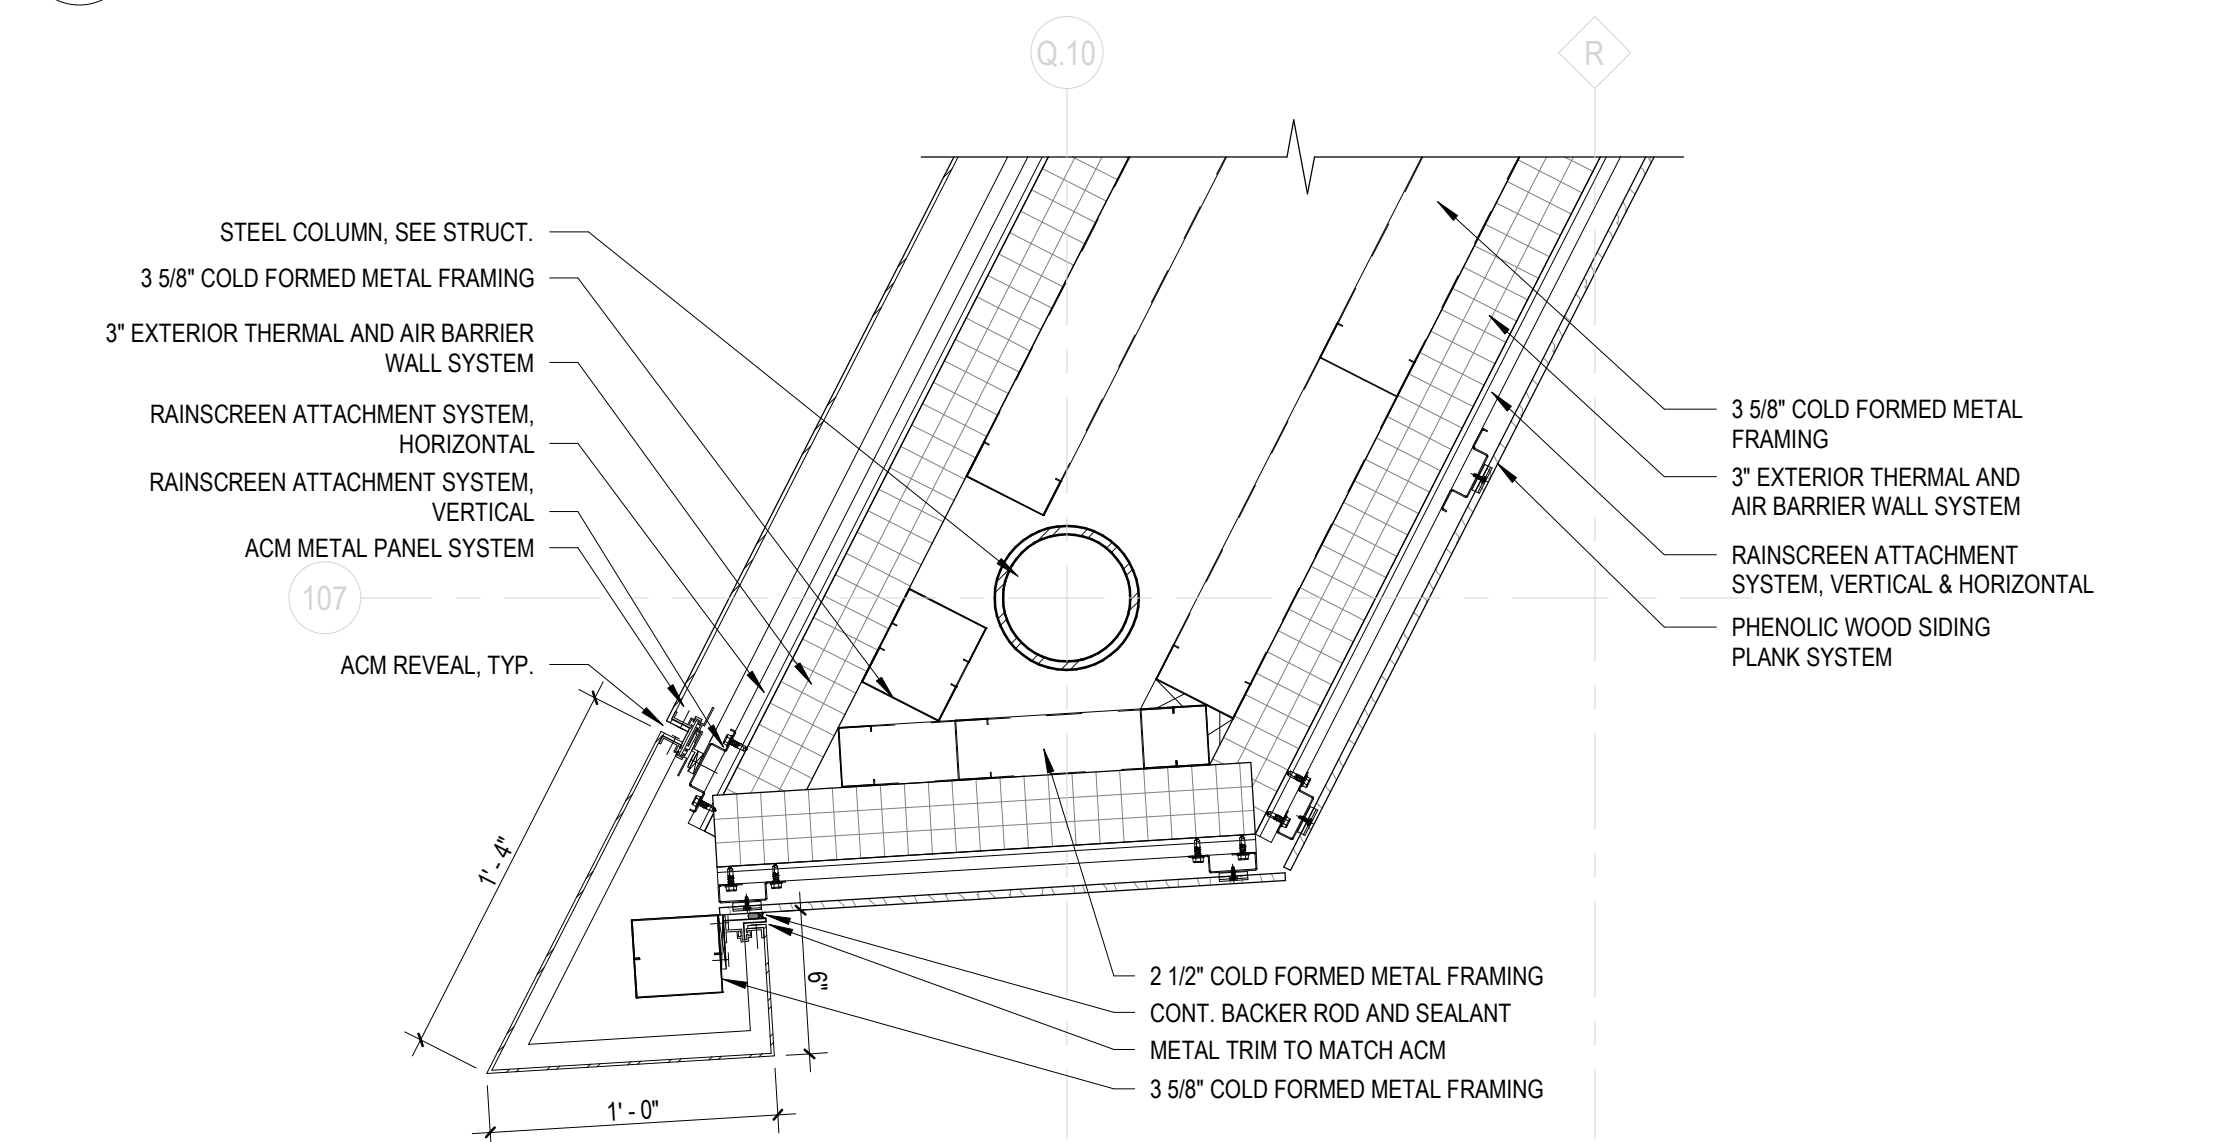 Q.10
R
STEEL COLUMN, SEE STRUCT.
3 5/8" COLD FORMED METAL FRAMING
3" EXTERIOR THERMAL AND AIR BARRIER
WALL SYSTEM
RAINSCREEN ATTACHMENT SYSTEM,
HORIZONTAL
RAINSCREEN ATTACHMENT SYSTEM,
VERTICAL
ACM METAL PANEL SYSTEM
107
ACM REVEAL, TYP.
3 5/8" COLD FORMED METAL
FRAMING
3" EXTERIOR THERMAL AND
AIR BARRIER WALL SYSTEM
RAINSCREEN ATTACHMENT
SYSTEM, VERTICAL & HORIZONTAL
PHENOLIC WOOD SIDING
PLANK SYSTEM
1' - 4"
6"
1' - 0"
2 1/2" COLD FORMED METAL FRAMING
CONT. BACKER ROD AND SEALANT
METAL TRIM TO MATCH ACM
3 5/8" COLD FORMED METAL FRAMING